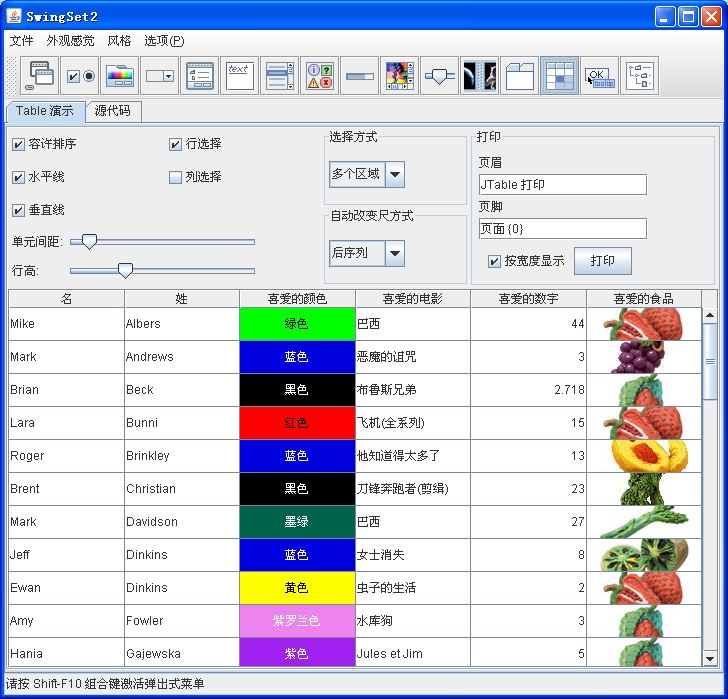 SwingSet2
文件 外观感觉 风格 选项(P)
text
OK
tooltip
Table 演示 源代码
容许排序 行选择
水平线 列选择
垂直线
单元间距:
行高:
选择方式
多个区域
自动改变尺方式
后序列
打印
页眉
JTable 打印
页脚
页面 {0}
按宽度显示 打印
名 姓 喜爱的颜色 喜爱的电影 喜爱的数字 喜爱的食品
Mike Albers 绿色 巴西 44
Mark Andrews 蓝色 恶魔的诅咒 3
Brian Beck 黑色 布鲁斯兄弟 2.718
Lara Bunni 红色 飞机(全系列) 15
Roger Brinkley 蓝色 他知道得太多了 13
Brent Christian 黑色 刀锋奔跑者(剪缉) 23
Mark Davidson 墨绿 巴西 27
Jeff Dinkins 蓝色 女士消失 8
Ewan Dinkins 黄色 虫子的生活 2
Amy Fowler 紫罗兰色 水库狗 3
Hania Gajewska 紫色 Jules et Jim 5
请按 Shift-F10 组合键激活弹出式菜单